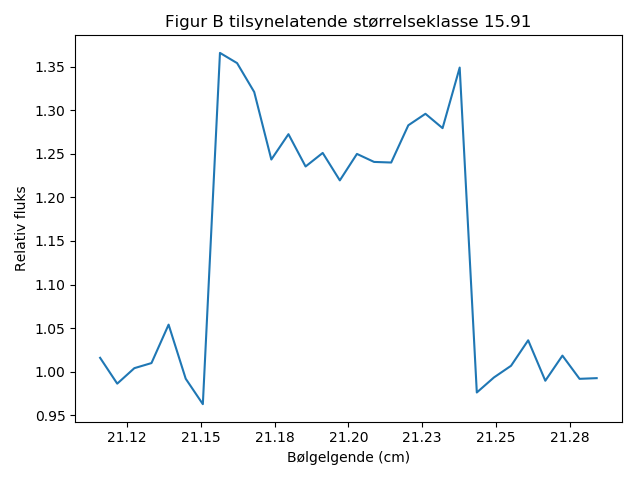 Figur B tilsynelatende størrelseklasse 15.91
1.35
1.30
1.25
1.20
1.15
1.10
1.05
1.00
0.95
Relativ fluks
21.12 21.15 21.18 21.20 21.23 21.25 21.28
Bølgelgende (cm)